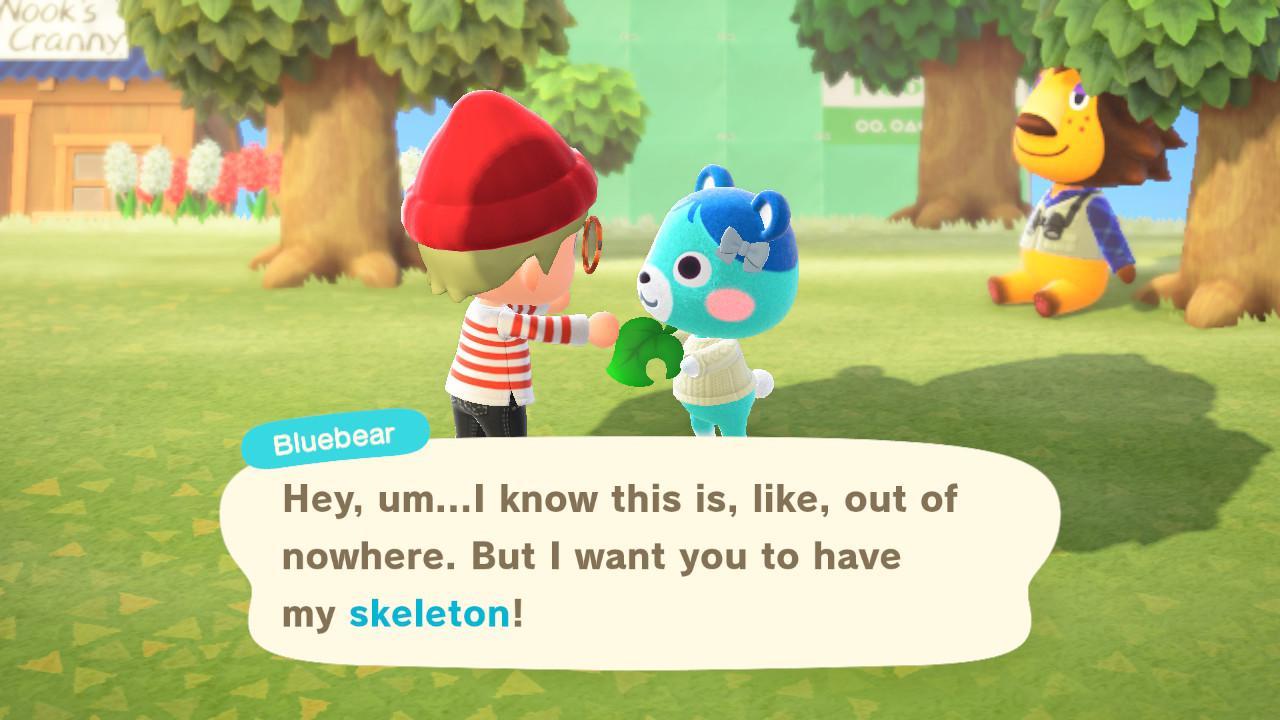 Nook's
Cranny
Bluebear
Hey, um...I know this is, like, out of
nowhere. But I want you to have
my skeleton!